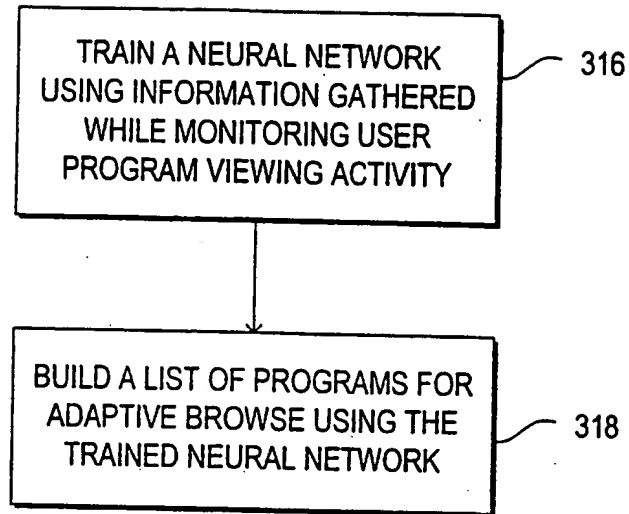 TRAIN A NEURAL NETWORK
USING INFORMATION GATHERED
WHILE MONITORING USER
PROGRAM VIEWING ACTIVITY
316
BUILD A LIST OF PROGRAMS FOR
ADAPTIVE BROWSE USING THE
TRAINED NEURAL NETWORK
318